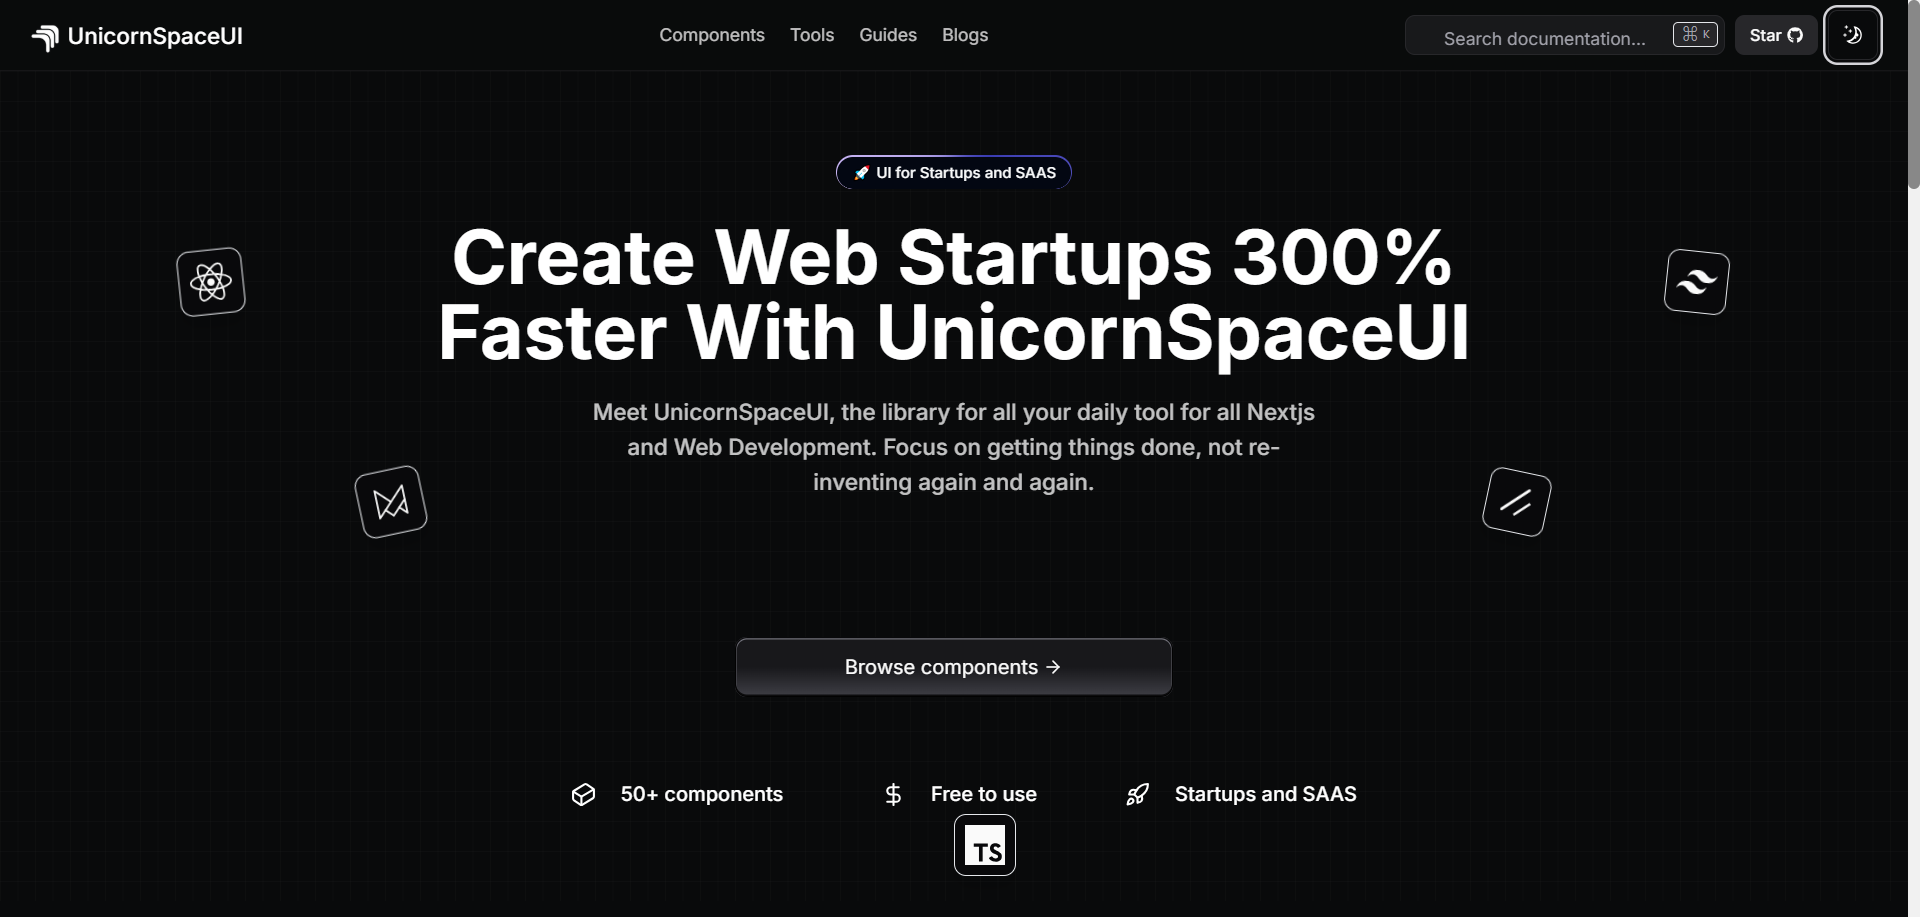 UnicornSpaceUI
Components Tools Guides Blogs
Search documentation... ⌘ K
Star
🚀 UI for Startups and SAAS
Create Web Startups 300%
Faster With UnicornSpaceUI
Meet UnicornSpaceUI, the library for all your daily tool for all Nextjs
and Web Development. Focus on getting things done, not re-
inventing again and again.
Browse components →
50+ components
Free to use
Startups and SAAS
TS